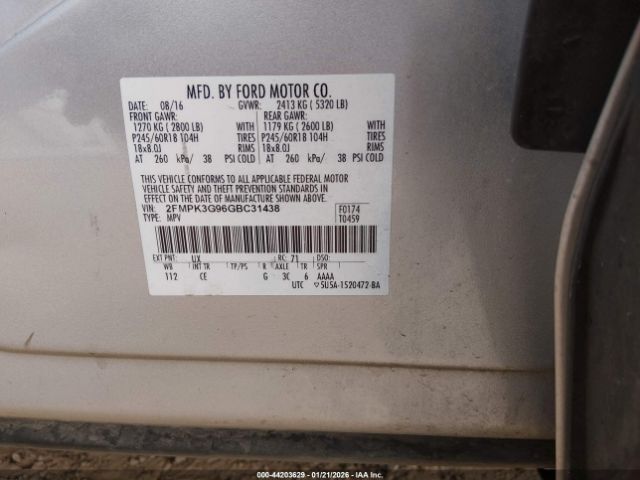 MFD. BY FORD MOTOR CO.
DATE: 08/16 GVWR: 2413 KG ( 5320 LB)
FRONT GAWR: REAR GAWR:
1270 KG ( 2800 LB) WITH 1179 KG ( 2600 LB) WITH
P245/60R18 104H TIRES P245/60R18 104H TIRES
18x8.0J RIMS 18x8.0J RIMS
AT 260 kPa/ 38 PSI COLD AT 260 kPa/ 38 PSI COLD
THIS VEHICLE CONFORMS TO ALL APPLICABLE FEDERAL MOTOR
VEHICLE SAFETY AND THEFT PREVENTION STANDARDS IN
EFFECT ON THE DATE OF MANUFACTURE SHOWN ABOVE.
VIN: 2FMPK3G96GBC31438 F0174
TYPE: MPV T0459
EXT PNT: UX RC: 71 DSO:
WB INT TR TP/PS R AXLE TR SPR
112 CE G 3C 6 AAAA
UTC 5USA-1520472-BA
000-44203629 - 01/21/2026 - IAA Inc.